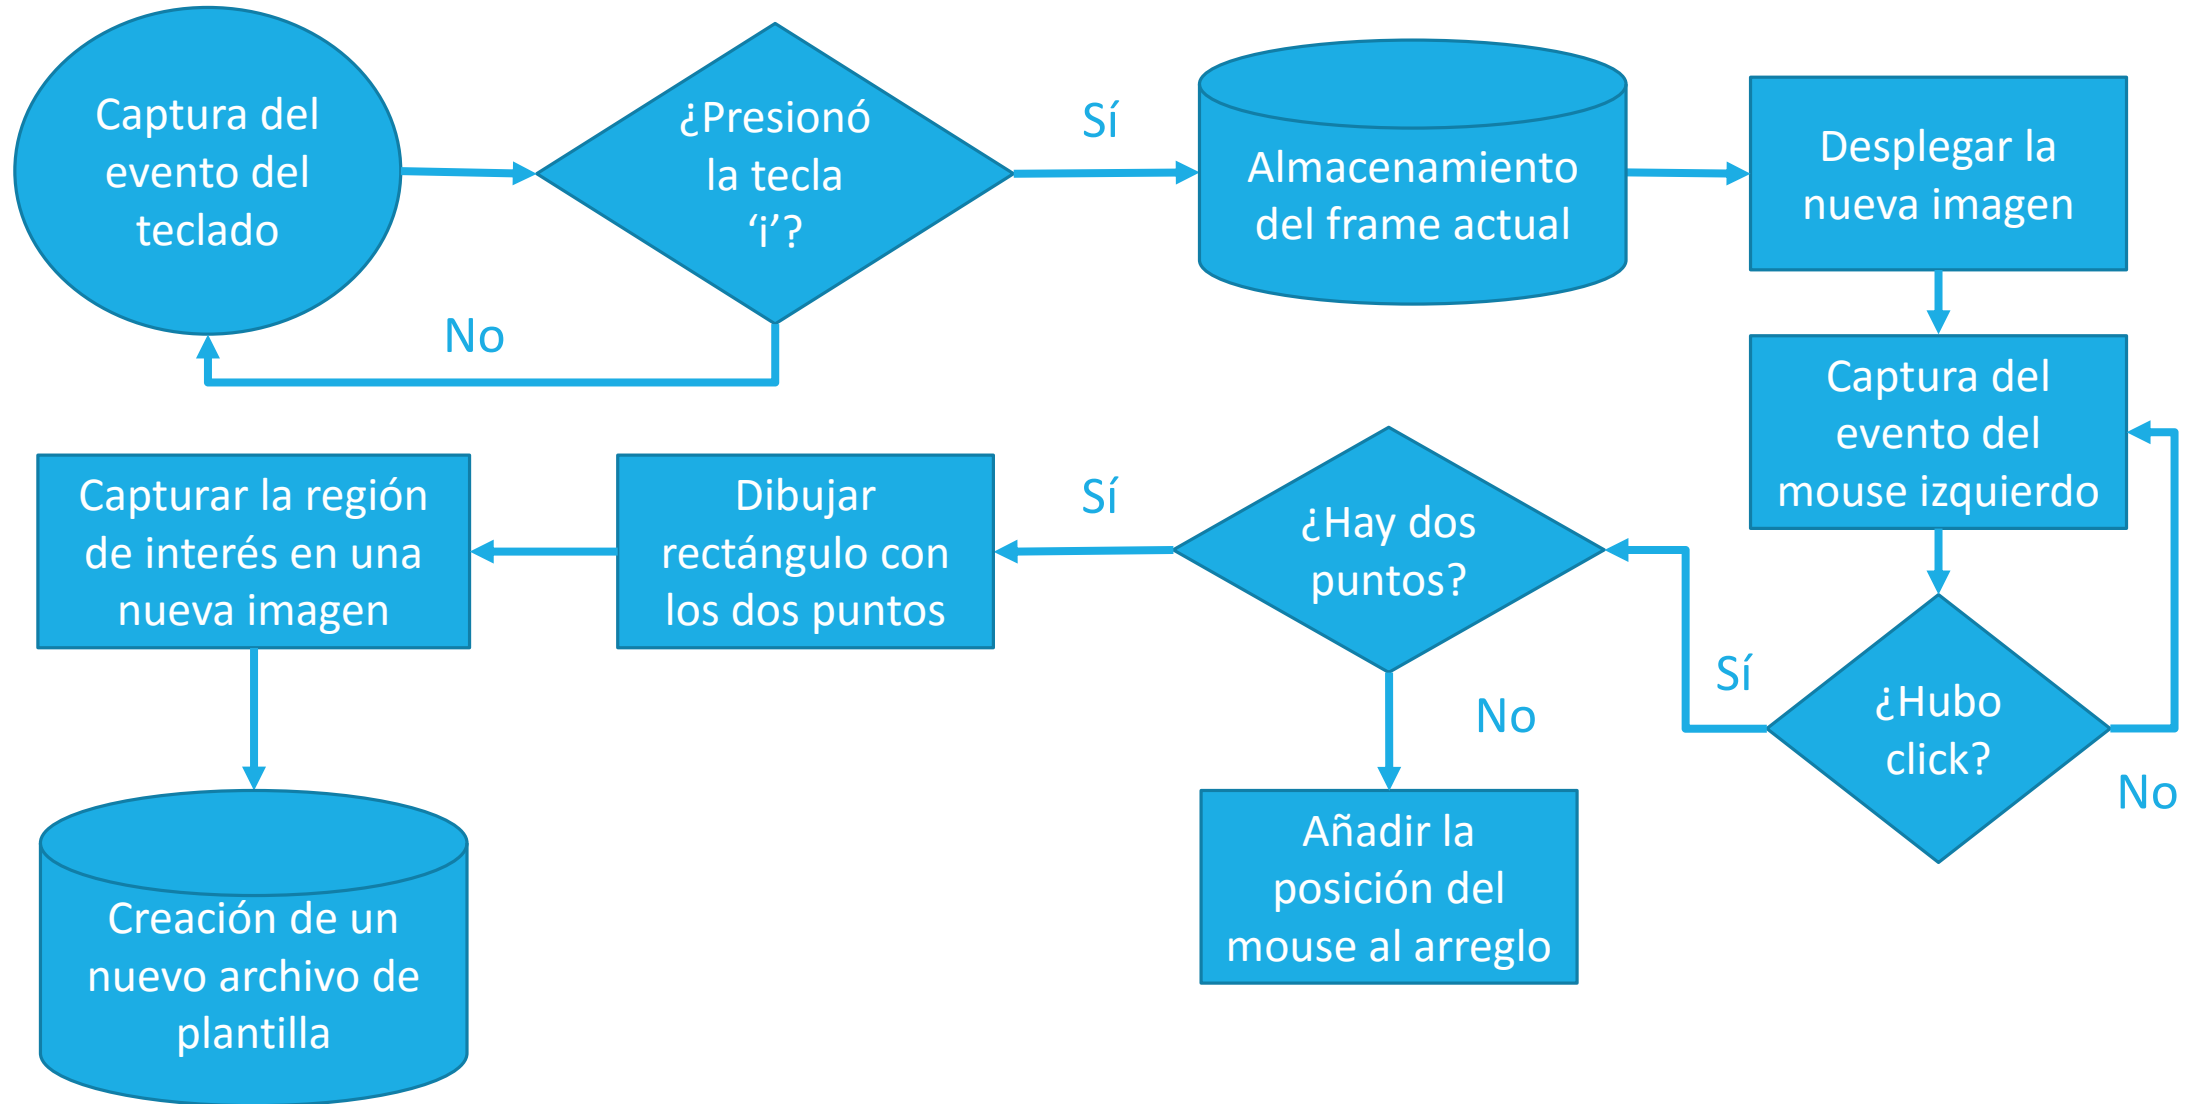 Captura del
evento del
teclado
¿Presionó
la tecla
‘i’?
Sí
Almacenamiento
del frame actual
Desplegar la
nueva imagen
No
Captura del
evento del
mouse izquierdo
Capturar la región
de interés en una
nueva imagen
Dibujar
rectángulo con
los dos puntos
Sí
¿Hay dos
puntos?
Sí
¿Hubo
click?
No
No
Añadir la
posición del
mouse al arreglo
Creación de un
nuevo archivo de
plantilla